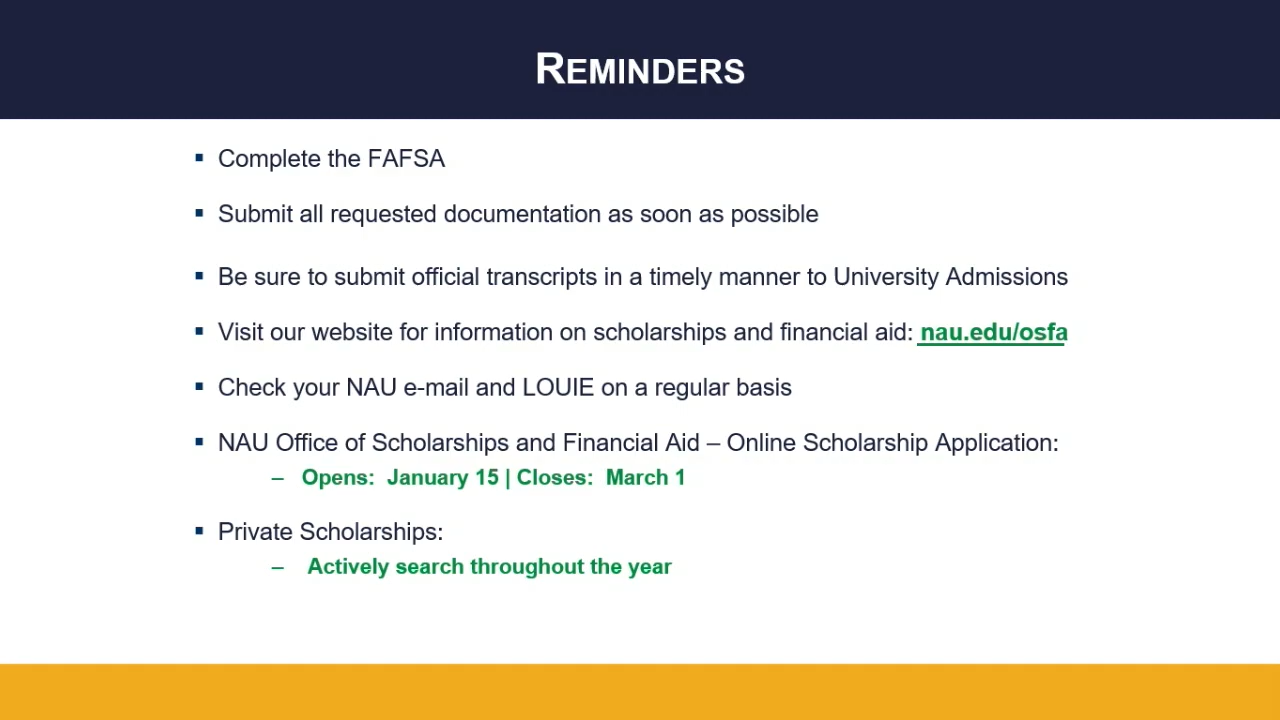 REMINDERS
▪ Complete the FAFSA
▪ Submit all requested documentation as soon as possible
▪ Be sure to submit official transcripts in a timely manner to University Admissions
▪ Visit our website for information on scholarships and financial aid: nau.edu/osfa
▪ Check your NAU e-mail and LOUIE on a regular basis
▪ NAU Office of Scholarships and Financial Aid – Online Scholarship Application:
– Opens: January 15 | Closes: March 1
▪ Private Scholarships:
– Actively search throughout the year